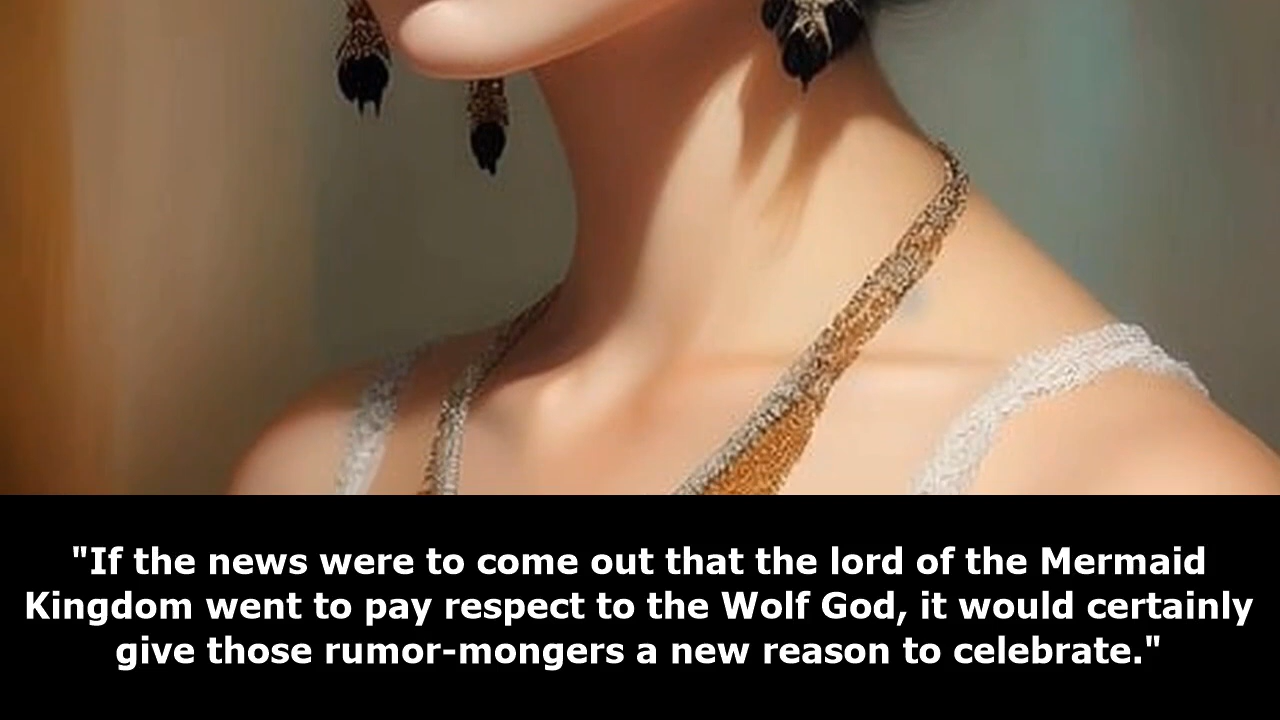 "If the news were to come out that the lord of the Mermaid
Kingdom went to pay respect to the Wolf God, it would certainly
give those rumor-mongers a new reason to celebrate."